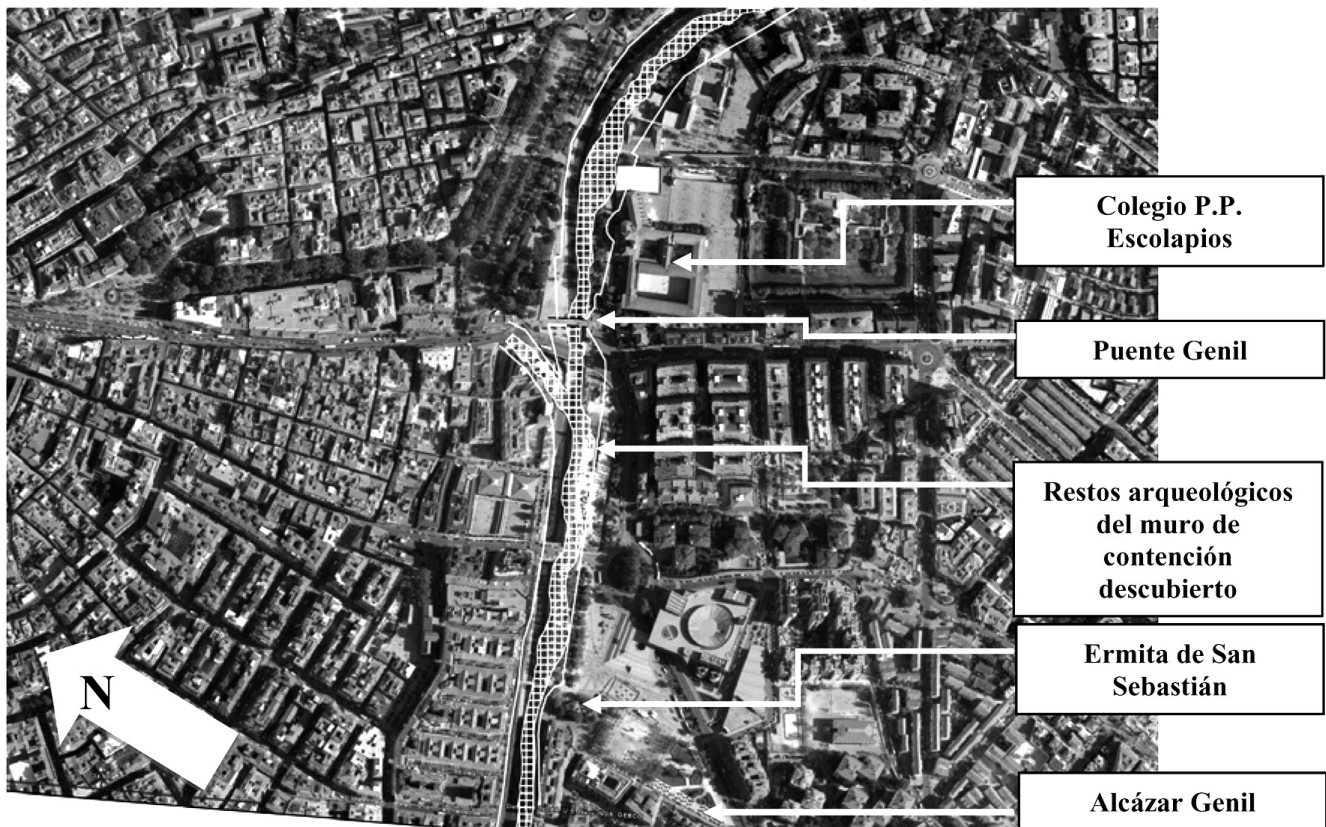 Colegio P.P.
Escolapios
Puente Genil
Restos arqueológicos
del muro de
contención
descubierto
Ermita de San
Sebastián
N
Alcázar Genil